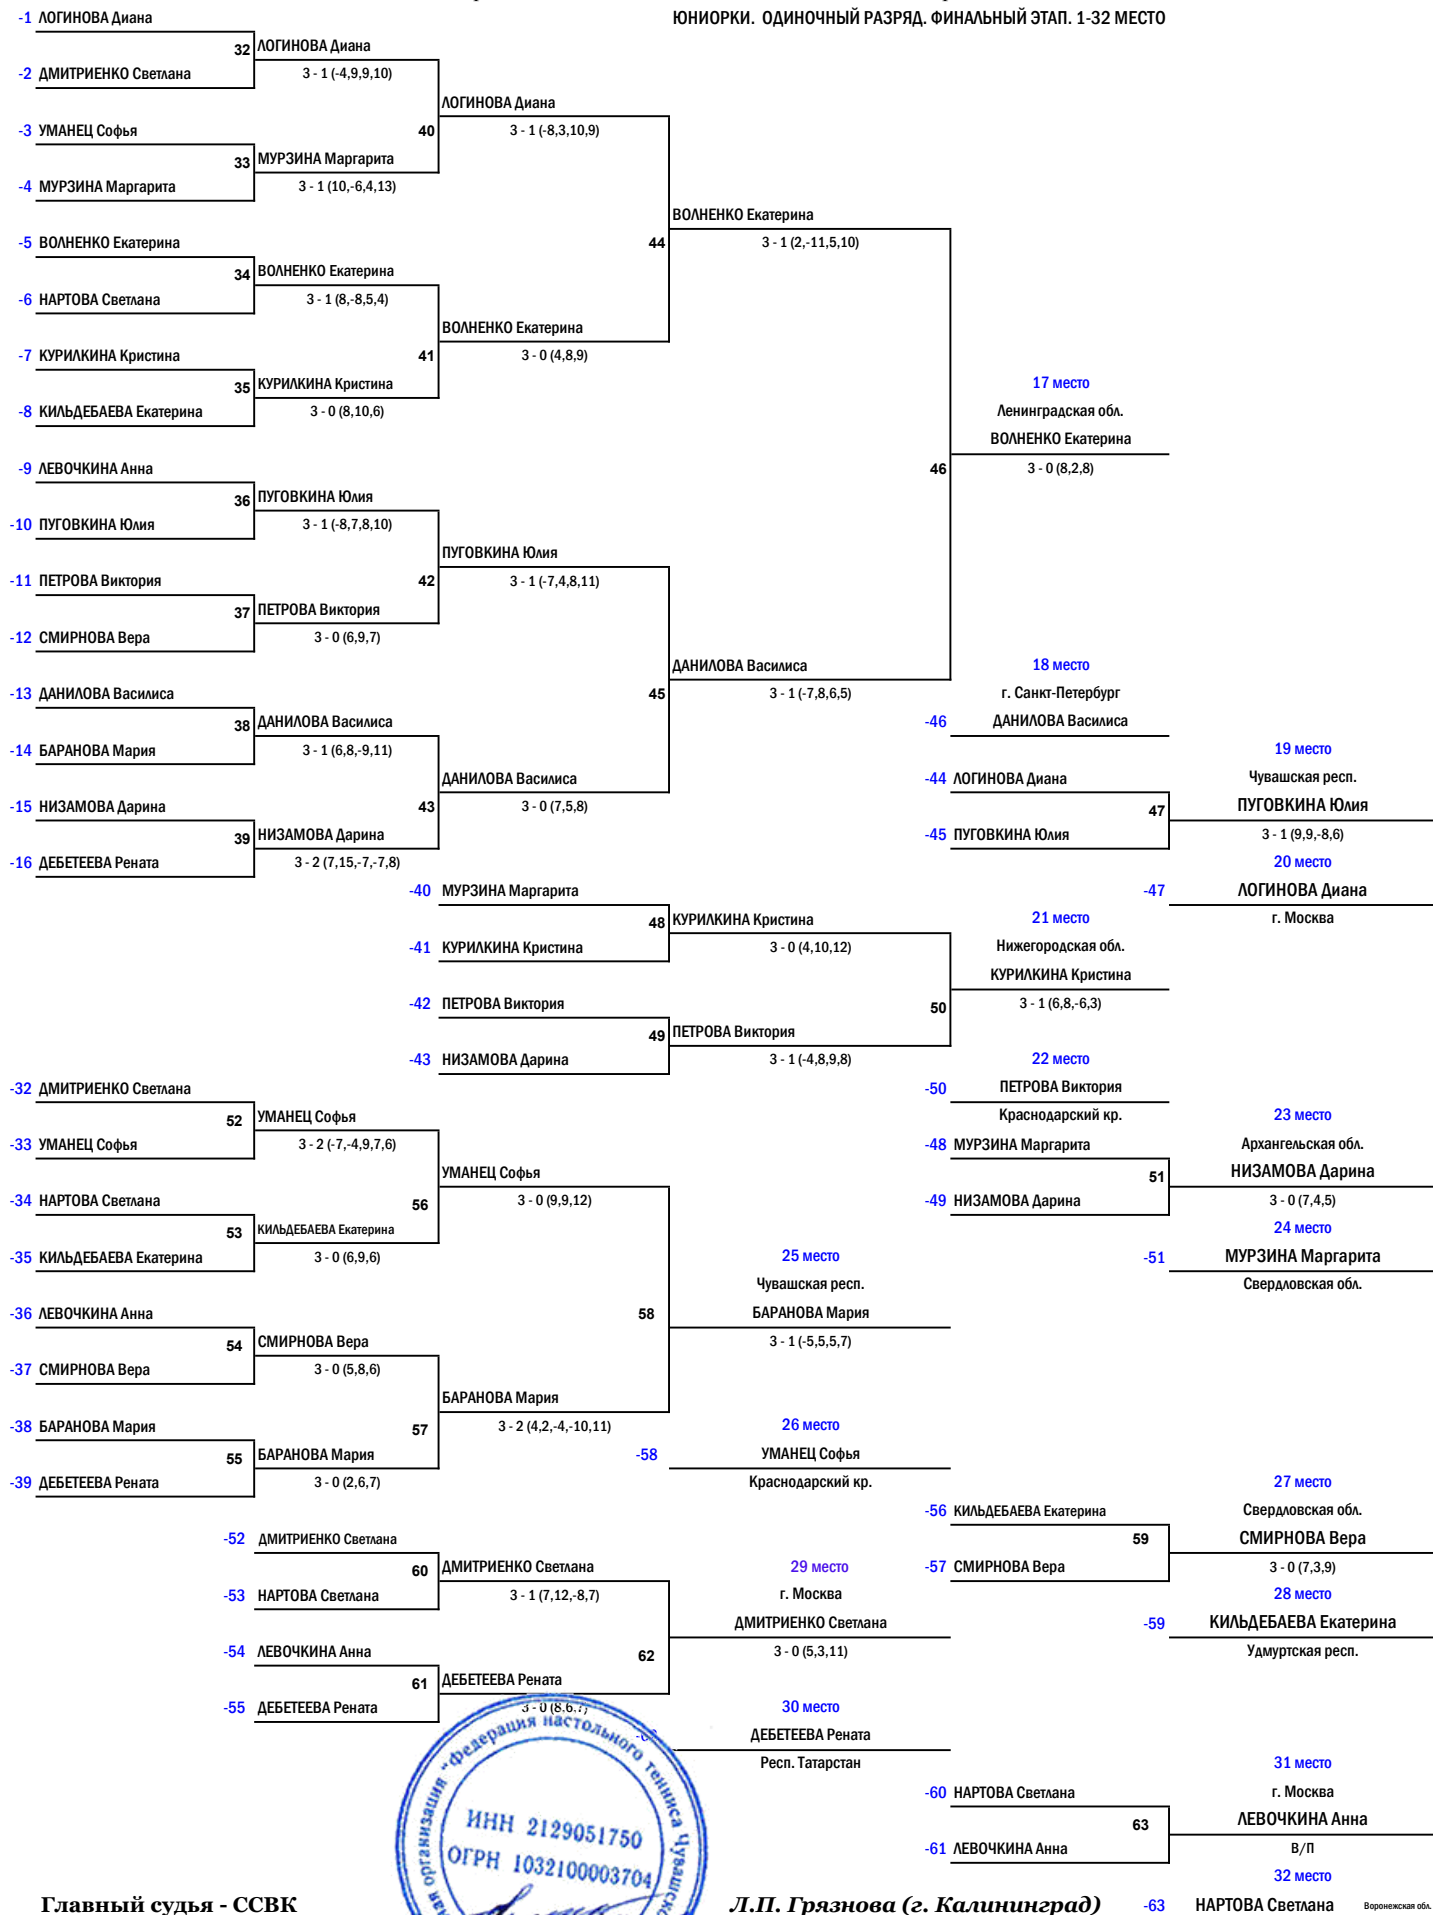 ЮНИОРКИ. ОДИНОЧНЫЙ РАЗРЯД. ФИНАЛЬНЫЙ ЭТАП. 1-32 МЕСТО
-1 ЛОГИНОВА Диана
32 ЛОГИНОВА Диана
-2 ДМИТРИЕНКО Светлана
3 - 1 (-4,9,9,10)
ЛОГИНОВА Диана
-3 УМАНЕЦ Софья
40
3 - 1 (-8,3,10,9)
33 МУРЗИНА Маргарита
-4 МУРЗИНА Маргарита
3 - 1 (10,-6,4,13)
ВОЛНЕНКО Екатерина
-5 ВОЛНЕНКО Екатерина
44
3 - 1 (2,-11,5,10)
34 ВОЛНЕНКО Екатерина
-6 НАРТОВА Светлана
3 - 1 (8,-8,5,4)
ВОЛНЕНКО Екатерина
-7 КУРИЛКИНА Кристина
41
3 - 0 (4,8,9)
35 КУРИЛКИНА Кристина
17 место
-8 КИЛЬДЕБАЕВА Екатерина
3 - 0 (8,10,6)
Ленинградская обл.
ВОЛНЕНКО Екатерина
-9 ЛЕВОЧКИНА Анна
46
3 - 0 (8,2,8)
36 ПУГОВКИНА Юлия
-10 ПУГОВКИНА Юлия
3 - 1 (-8,7,8,10)
ПУГОВКИНА Юлия
-11 ПЕТРОВА Виктория
42
3 - 1 (-7,4,8,11)
37 ПЕТРОВА Виктория
-12 СМИРНОВА Вера
3 - 0 (6,9,7)
ДАНИЛОВА Василиса
18 место
-13 ДАНИЛОВА Василиса
45
3 - 1 (-7,8,6,5)
г. Санкт-Петербург
38 ДАНИЛОВА Василиса
-46 ДАНИЛОВА Василиса
-14 БАРАНОВА Мария
3 - 1 (6,8,-9,11)
19 место
ДАНИЛОВА Василиса
-44 ЛОГИНОВА Диана
Чувашская респ.
-15 НИЗАМОВА Дарина
43
3 - 0 (7,5,8)
47
ПУГОВКИНА Юлия
39 НИЗАМОВА Дарина
-45 ПУГОВКИНА Юлия
3 - 1 (9,9,-8,6)
-16 ДЕБЕТЕЕВА Рената
3 - 2 (7,15,-7,-7,8)
20 место
-40 МУРЗИНА Маргарита
-47 ЛОГИНОВА Диана
48 КУРИЛКИНА Кристина
21 место
г. Москва
-41 КУРИЛКИНА Кристина
3 - 0 (4,10,12)
Нижегородская обл.
КУРИЛКИНА Кристина
-42 ПЕТРОВА Виктория
50
3 - 1 (6,8,-6,3)
49 ПЕТРОВА Виктория
-43 НИЗАМОВА Дарина
3 - 1 (-4,8,9,8)
22 место
-32 ДМИТРИЕНКО Светлана
-50 ПЕТРОВА Виктория
52 УМАНЕЦ Софья
Краснодарский кр.
23 место
-33 УМАНЕЦ Софья
3 - 2 (-7,-4,9,7,6)
-48 МУРЗИНА Маргарита
Архангельская обл.
УМАНЕЦ Софья
51
НИЗАМОВА Дарина
-34 НАРТОВА Светлана
56
3 - 0 (9,9,12)
-49 НИЗАМОВА Дарина
3 - 0 (7,4,5)
53 КИЛЬДЕБАЕВА Екатерина
24 место
-35 КИЛЬДЕБАЕВА Екатерина
3 - 0 (6,9,6)
25 место
-51 МУРЗИНА Маргарита
Чувашская респ.
Свердловская обл.
-36 ЛЕВОЧКИНА Анна
58
БАРАНОВА Мария
54 СМИРНОВА Вера
3 - 1 (-5,5,5,7)
-37 СМИРНОВА Вера
3 - 0 (5,8,6)
БАРАНОВА Мария
-38 БАРАНОВА Мария
57
3 - 2 (4,2,-4,-10,11)
26 место
55 БАРАНОВА Мария
-58 УМАНЕЦ Софья
-39 ДЕБЕТЕЕВА Рената
3 - 0 (2,6,7)
Краснодарский кр.
27 место
-56 КИЛЬДЕБАЕВА Екатерина
Свердловская обл.
-52 ДМИТРИЕНКО Светлана
59
СМИРНОВА Вера
60 ДМИТРИЕНКО Светлана
29 место
-57 СМИРНОВА Вера
3 - 0 (7,3,9)
-53 НАРТОВА Светлана
3 - 1 (7,12,-8,7)
г. Москва
28 место
ДМИТРИЕНКО Светлана
-59 КИЛЬДЕБАЕВА Екатерина
-54 ЛЕВОЧКИНА Анна
62
3 - 0 (5,3,11)
Удмуртская респ.
61 ДЕБЕТЕЕВА Рената
-55 ДЕБЕТЕЕВА Рената
3 - 0 (8,6,
30 место
ДЕБЕТЕЕВА Рената
Респ. Татарстан
31 место
-60 НАРТОВА Светлана
г. Москва
63
ЛЕВОЧКИНА Анна
-61 ЛЕВОЧКИНА Анна
В/П
32 место
-63 НАРТОВА Светлана Воронежская обл.
организация "Федерация настольного тенниса
ИНН 2129051750
ОГРН 1032100003704
Главный судья - ССВК
Л.П. Грязнова (г. Калининград)